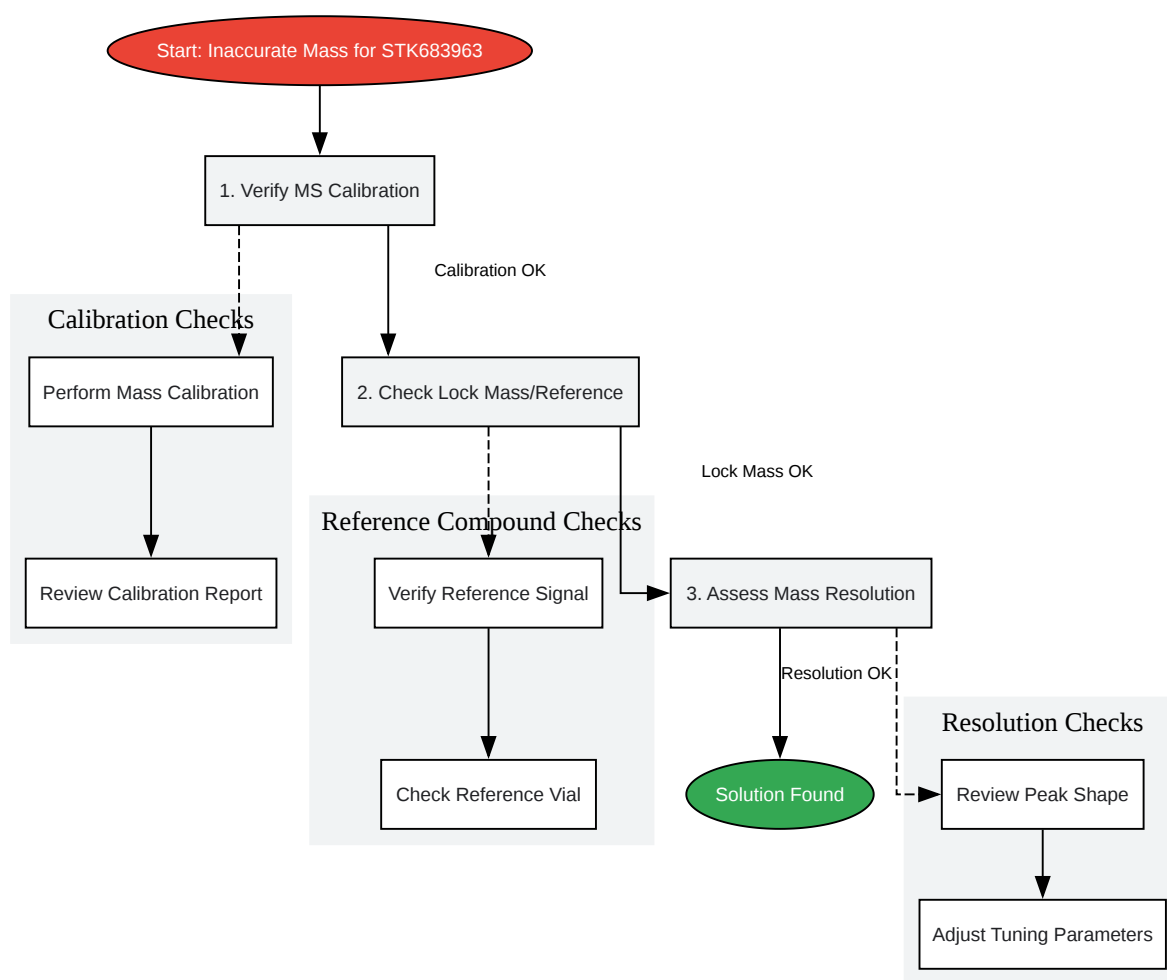 Start: Inaccurate Mass for STK683963
1. Verify MS Calibration
Calibration OK
Calibration Checks
Perform Mass Calibration
2. Check Lock Mass/Reference
Lock Mass OK
Reference Compound Checks
Review Calibration Report
Verify Reference Signal
3. Assess Mass Resolution
Resolution OK
Resolution Checks
Check Reference Vial
Solution Found
Review Peak Shape
Adjust Tuning Parameters